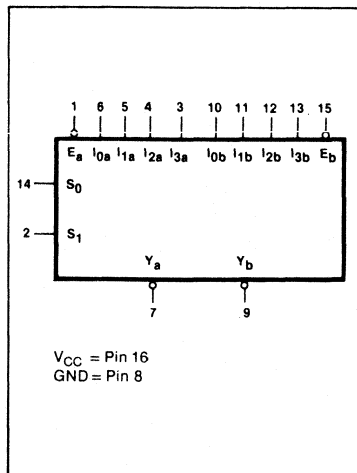 1 6 5 4 3 10 11 12 13 15
Ea I0a I1a I2a I3a I0b I1b I2b I3b Eb
14 S0
2 S1
Ya Yb
7 9
VCC = Pin 16
GND = Pin 8